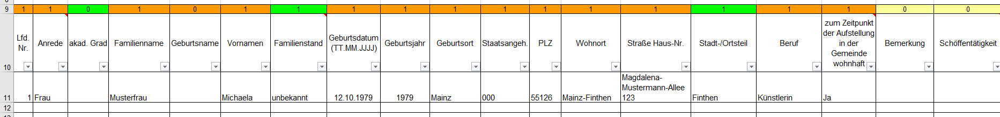 9 1 1 0 1 0 1 1 1 1 1 1 1 1 1 1 1 1 0 0
10 Lfd. Nr. Anrede akad. Grad Familienname Geburtsname Vornamen Familienstand Geburtsdatum (TT.MM.JJJJ) Geburtsjahr Geburtsort Staatsangeh. PLZ Wohnort Straße Haus-Nr. Stadt-/Ortsteil Beruf zum Zeitpunkt der Aufstellung in der Gemeinde wohnhaft Bemerkung Schöffentätigkeit
11 1 Frau Musterfrau Michaela unbekannt 12.10.1979 1979 Mainz 000 55126 Mainz-Finthen Magdalena-Mustermann-Allee 123 Finthen Künstlerin Ja
12